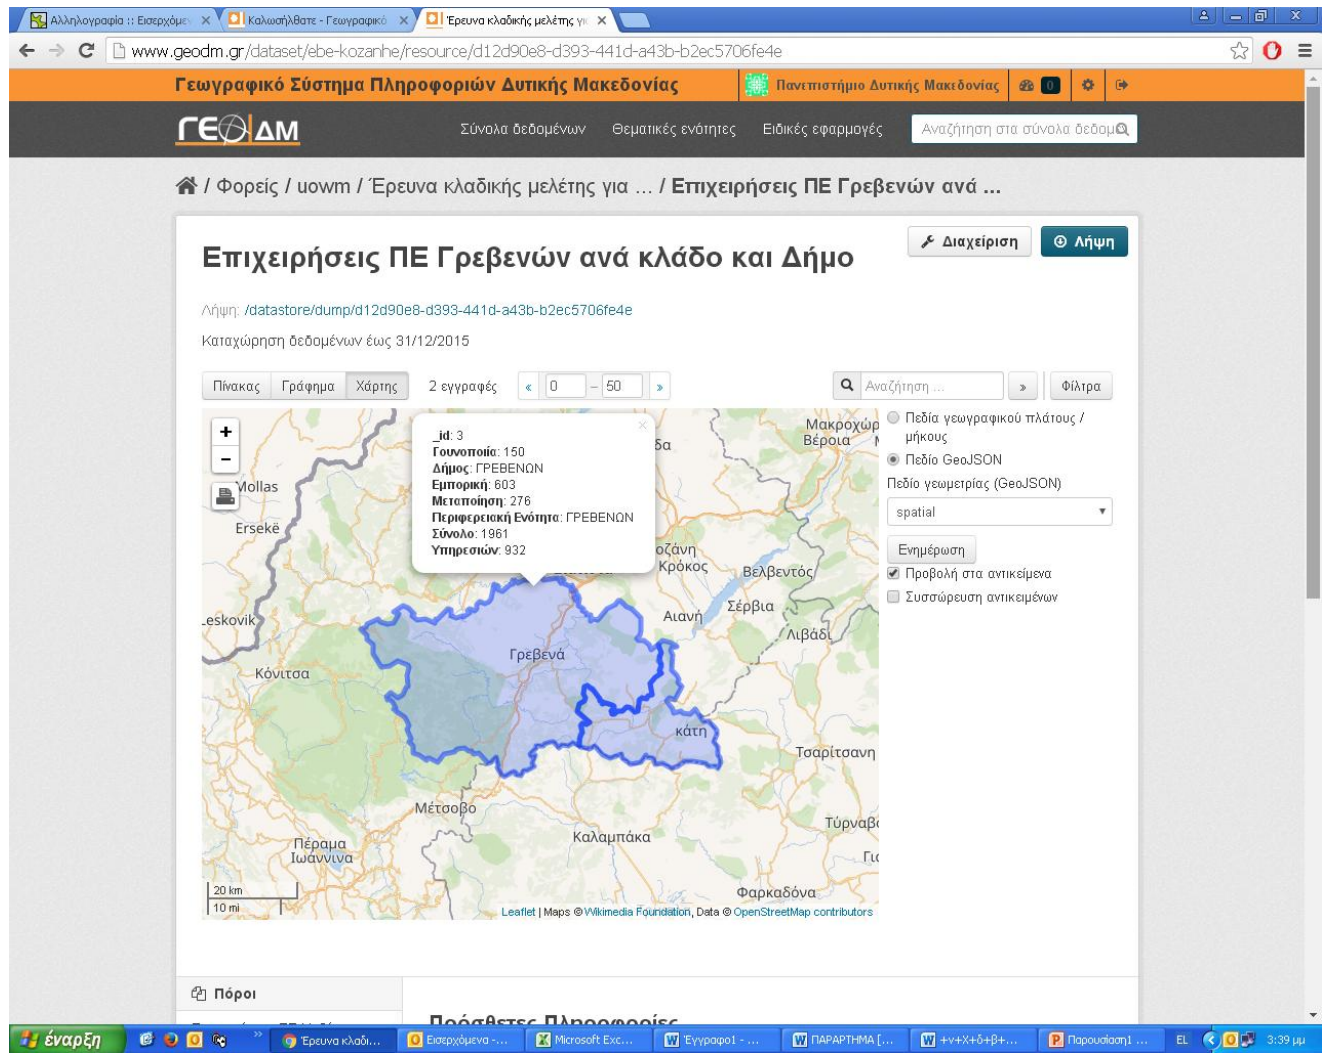 Αλληλογραφία :: Εισερχόμε
Καλωσήλθατε - Γεωγραφικό
Έρευνα κλαδικής μελέτης γι
www.geodm.gr/dataset/ebe-kozanhe/resource/d12d90e8-d393-441d-a43b-b2ec5706fe4e
Γεωγραφικό Σύστημα Πληροφοριών Δυτικής Μακεδονίας
Πανεπιστήμιο Δυτικής Μακεδονίας
0
ΓΕΩΔΜ
Σύνολα δεδομένων Θεματικές ενότητες Ειδικές εφαρμογές
Αναζήτηση στα σύνολα δεδομ
/ Φορείς / uowm / Έρευνα κλαδικής μελέτης για ... / Επιχειρήσεις ΠΕ Γρεβενών ανά ...
Επιχειρήσεις ΠΕ Γρεβενών ανά κλάδο και Δήμο
Διαχείριση
Λήψη
Λήψη: /datastore/dump/d12d90e8-d393-441d-a43b-b2ec5706fe4e
Καταχώρηση δεδομένων έως 31/12/2015
Πίνακας Γράφημα Χάρτης 2 εγγραφές « 0 – 50 »
Αναζήτηση ... » Φίλτρα
+
−
_id: 3
Γουνοποιία: 150
Δήμος: ΓΡΕΒΕΝΩΝ
Εμπορική: 603
Μεταποίηση: 276
Περιφερειακή Ενότητα: ΓΡΕΒΕΝΩΝ
Σύνολο: 1961
Υπηρεσιών: 932
×
Πεδία γεωγραφικού πλάτους /
μήκους
Πεδίο GeoJSON
Πεδίο γεωμετρίας (GeoJSON)
spatial
Ενημέρωση
Προβολή στα αντικείμενα
Συσσώρευση αντικειμένων
Μακροχώρ
Βέροια
δα
Mollas
Ersekë
οζάνη
Κρόκος
Βελβεντός
Leskovik
Αιανή
Σέρβια
Λιβάδι
Γρεβενά
Κόνιτσα
κάτη
Τσαρίτσανη
Μέτσοβο
Καλαμπάκα
Τύρναβο
Πέραμα
Ιωάννινα
Γιο
Φαρκαδόνα
20 km
10 mi
Leaflet | Maps © Wikimedia Foundation, Data © OpenStreetMap contributors
Πόροι
Πρόσθετες Πληροφορίες
έναρξη
Έρευνα κλαδι...
Εισερχόμενα -...
Microsoft Exc...
Έγγραφο1 - ...
ΠΑΡΑΡΤΗΜΑ [...
+ν+Χ+δ+β+...
Παρουσίαση1 ...
EL
3:39 μμ